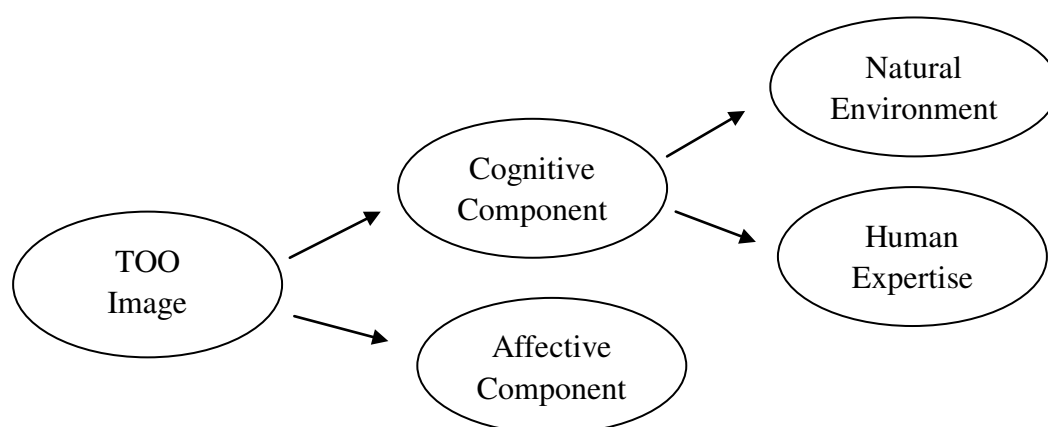 Natural
Environment
Cognitive
Component
Human
Expertise
TOO
Image
Affective
Component